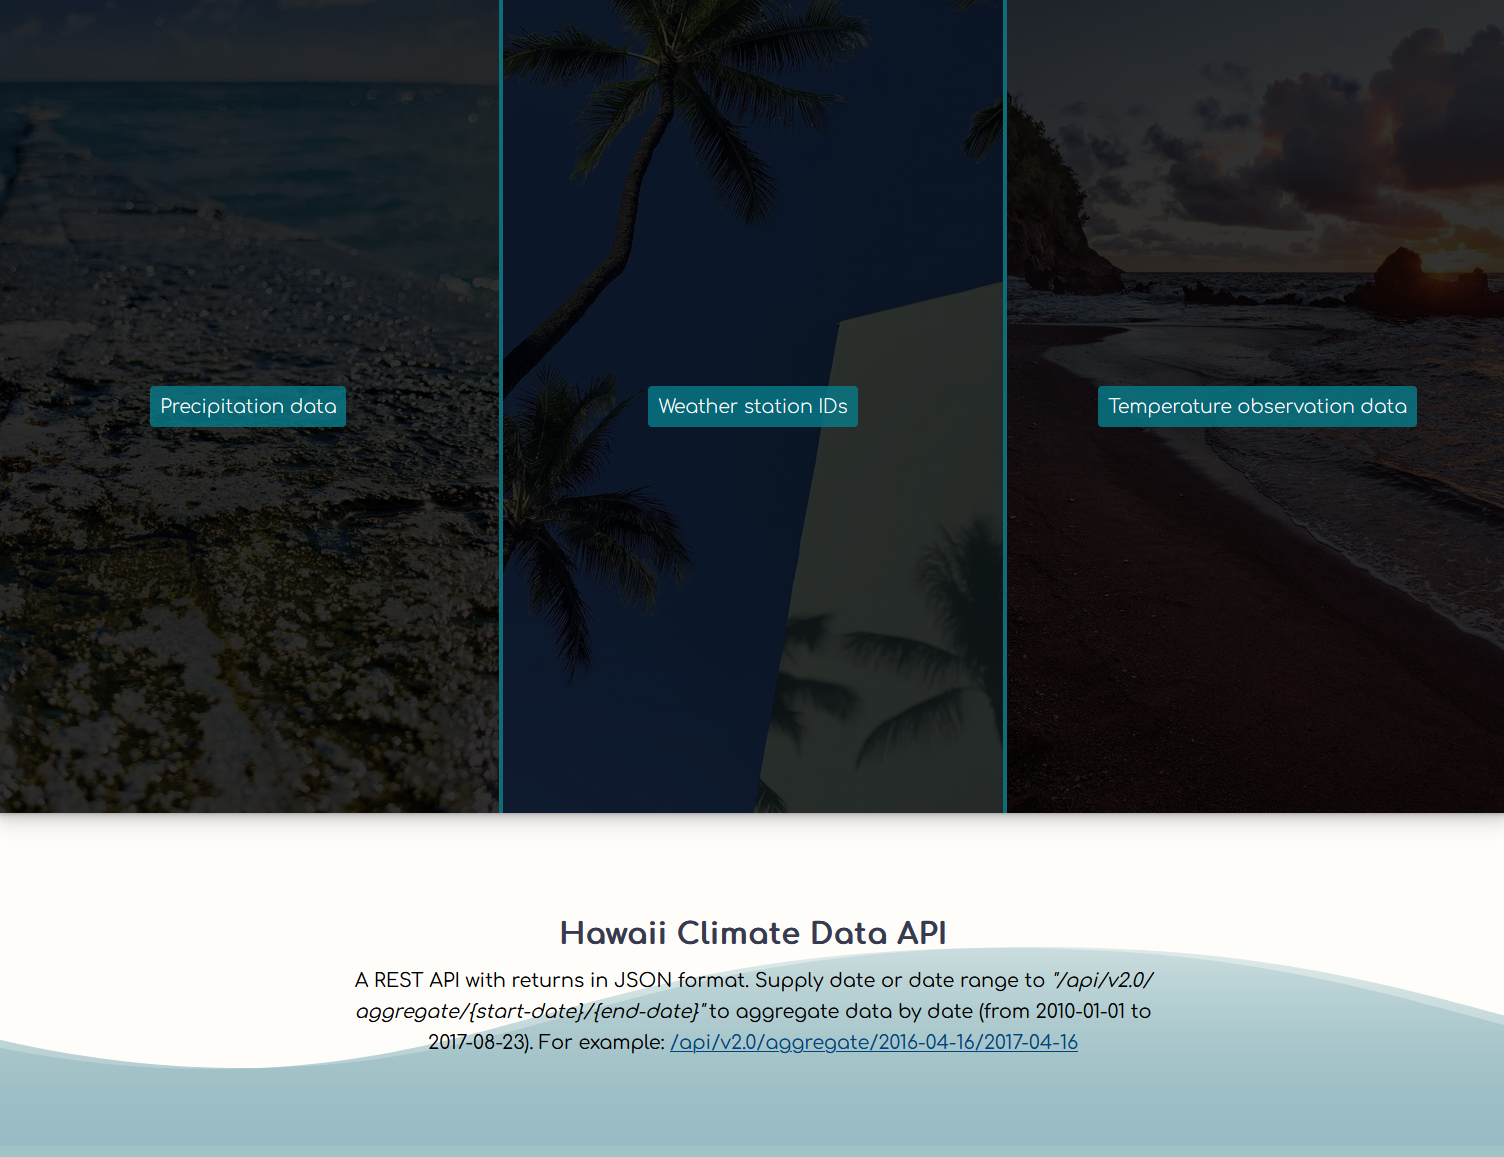 Precipitation data
Weather station IDs
Temperature observation data
Hawaii Climate Data API
A REST API with returns in JSON format. Supply date or date range to "/api/v2.0/
aggregate/{start-date}/{end-date}" to aggregate data by date (from 2010-01-01 to
2017-08-23). For example: /api/v2.0/aggregate/2016-04-16/2017-04-16